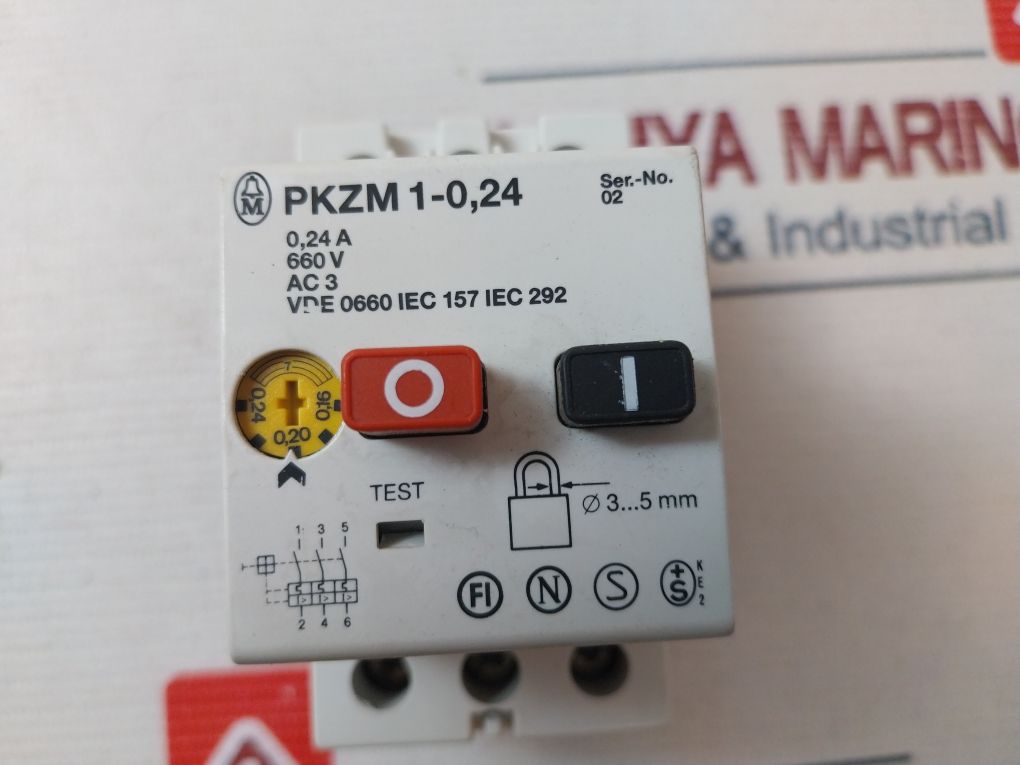 PKZM 1-0,24
Ser.-No.
02
0,24 A
660 V
AC 3
VDE 0660 IEC 157 IEC 292
7
0,24
0,16
0,20
O
I
TEST
Ø 3...5 mm
1 3 5
2 4 6
FI N S +S KE2
M
YA MARIN
& Industrial